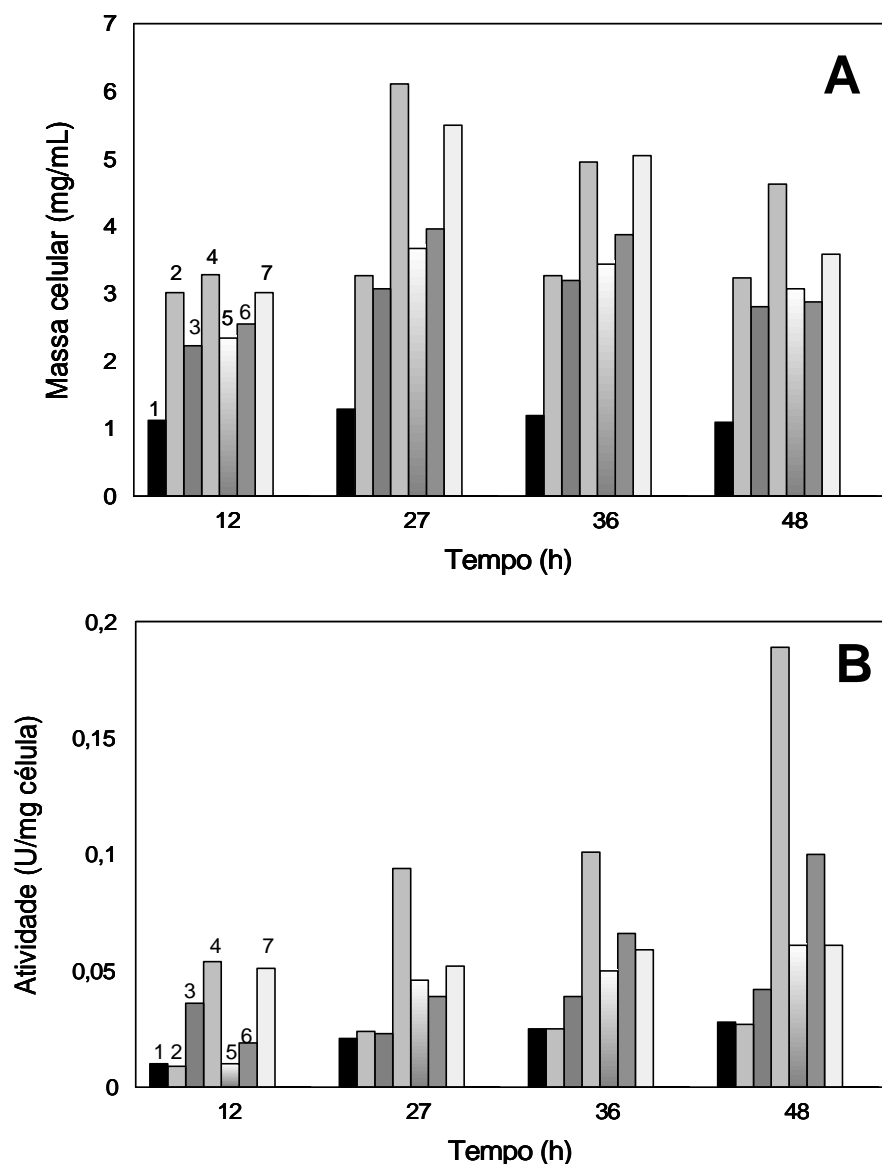 A
Massa celular (mg/mL)
7
6
5
4
3
2
1
0
1 2 3 4 5 6 7
12 27 36 48
Tempo (h)
B
Atividade (U/mg célula)
0,2
0,15
0,1
0,05
0
1 2 3 4 5 6 7
12 27 36 48
Tempo (h)